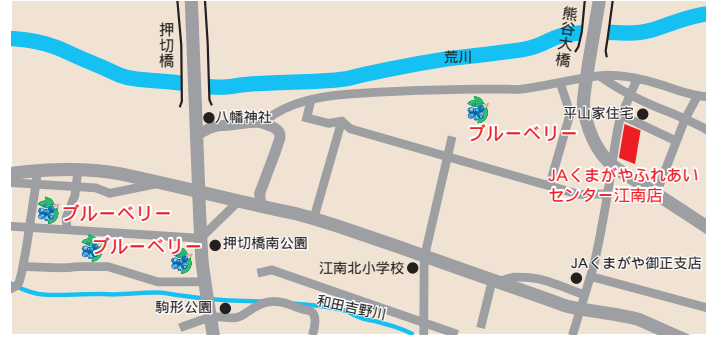 押切橋
熊谷大橋
荒川
八幡神社
平山家住宅
ブルーベリー
JAくまがやふれあい
センター江南店
ブルーベリー
ブルーベリー
押切橋南公園
江南北小学校
JAくまがや御正支店
駒形公園
和田吉野川